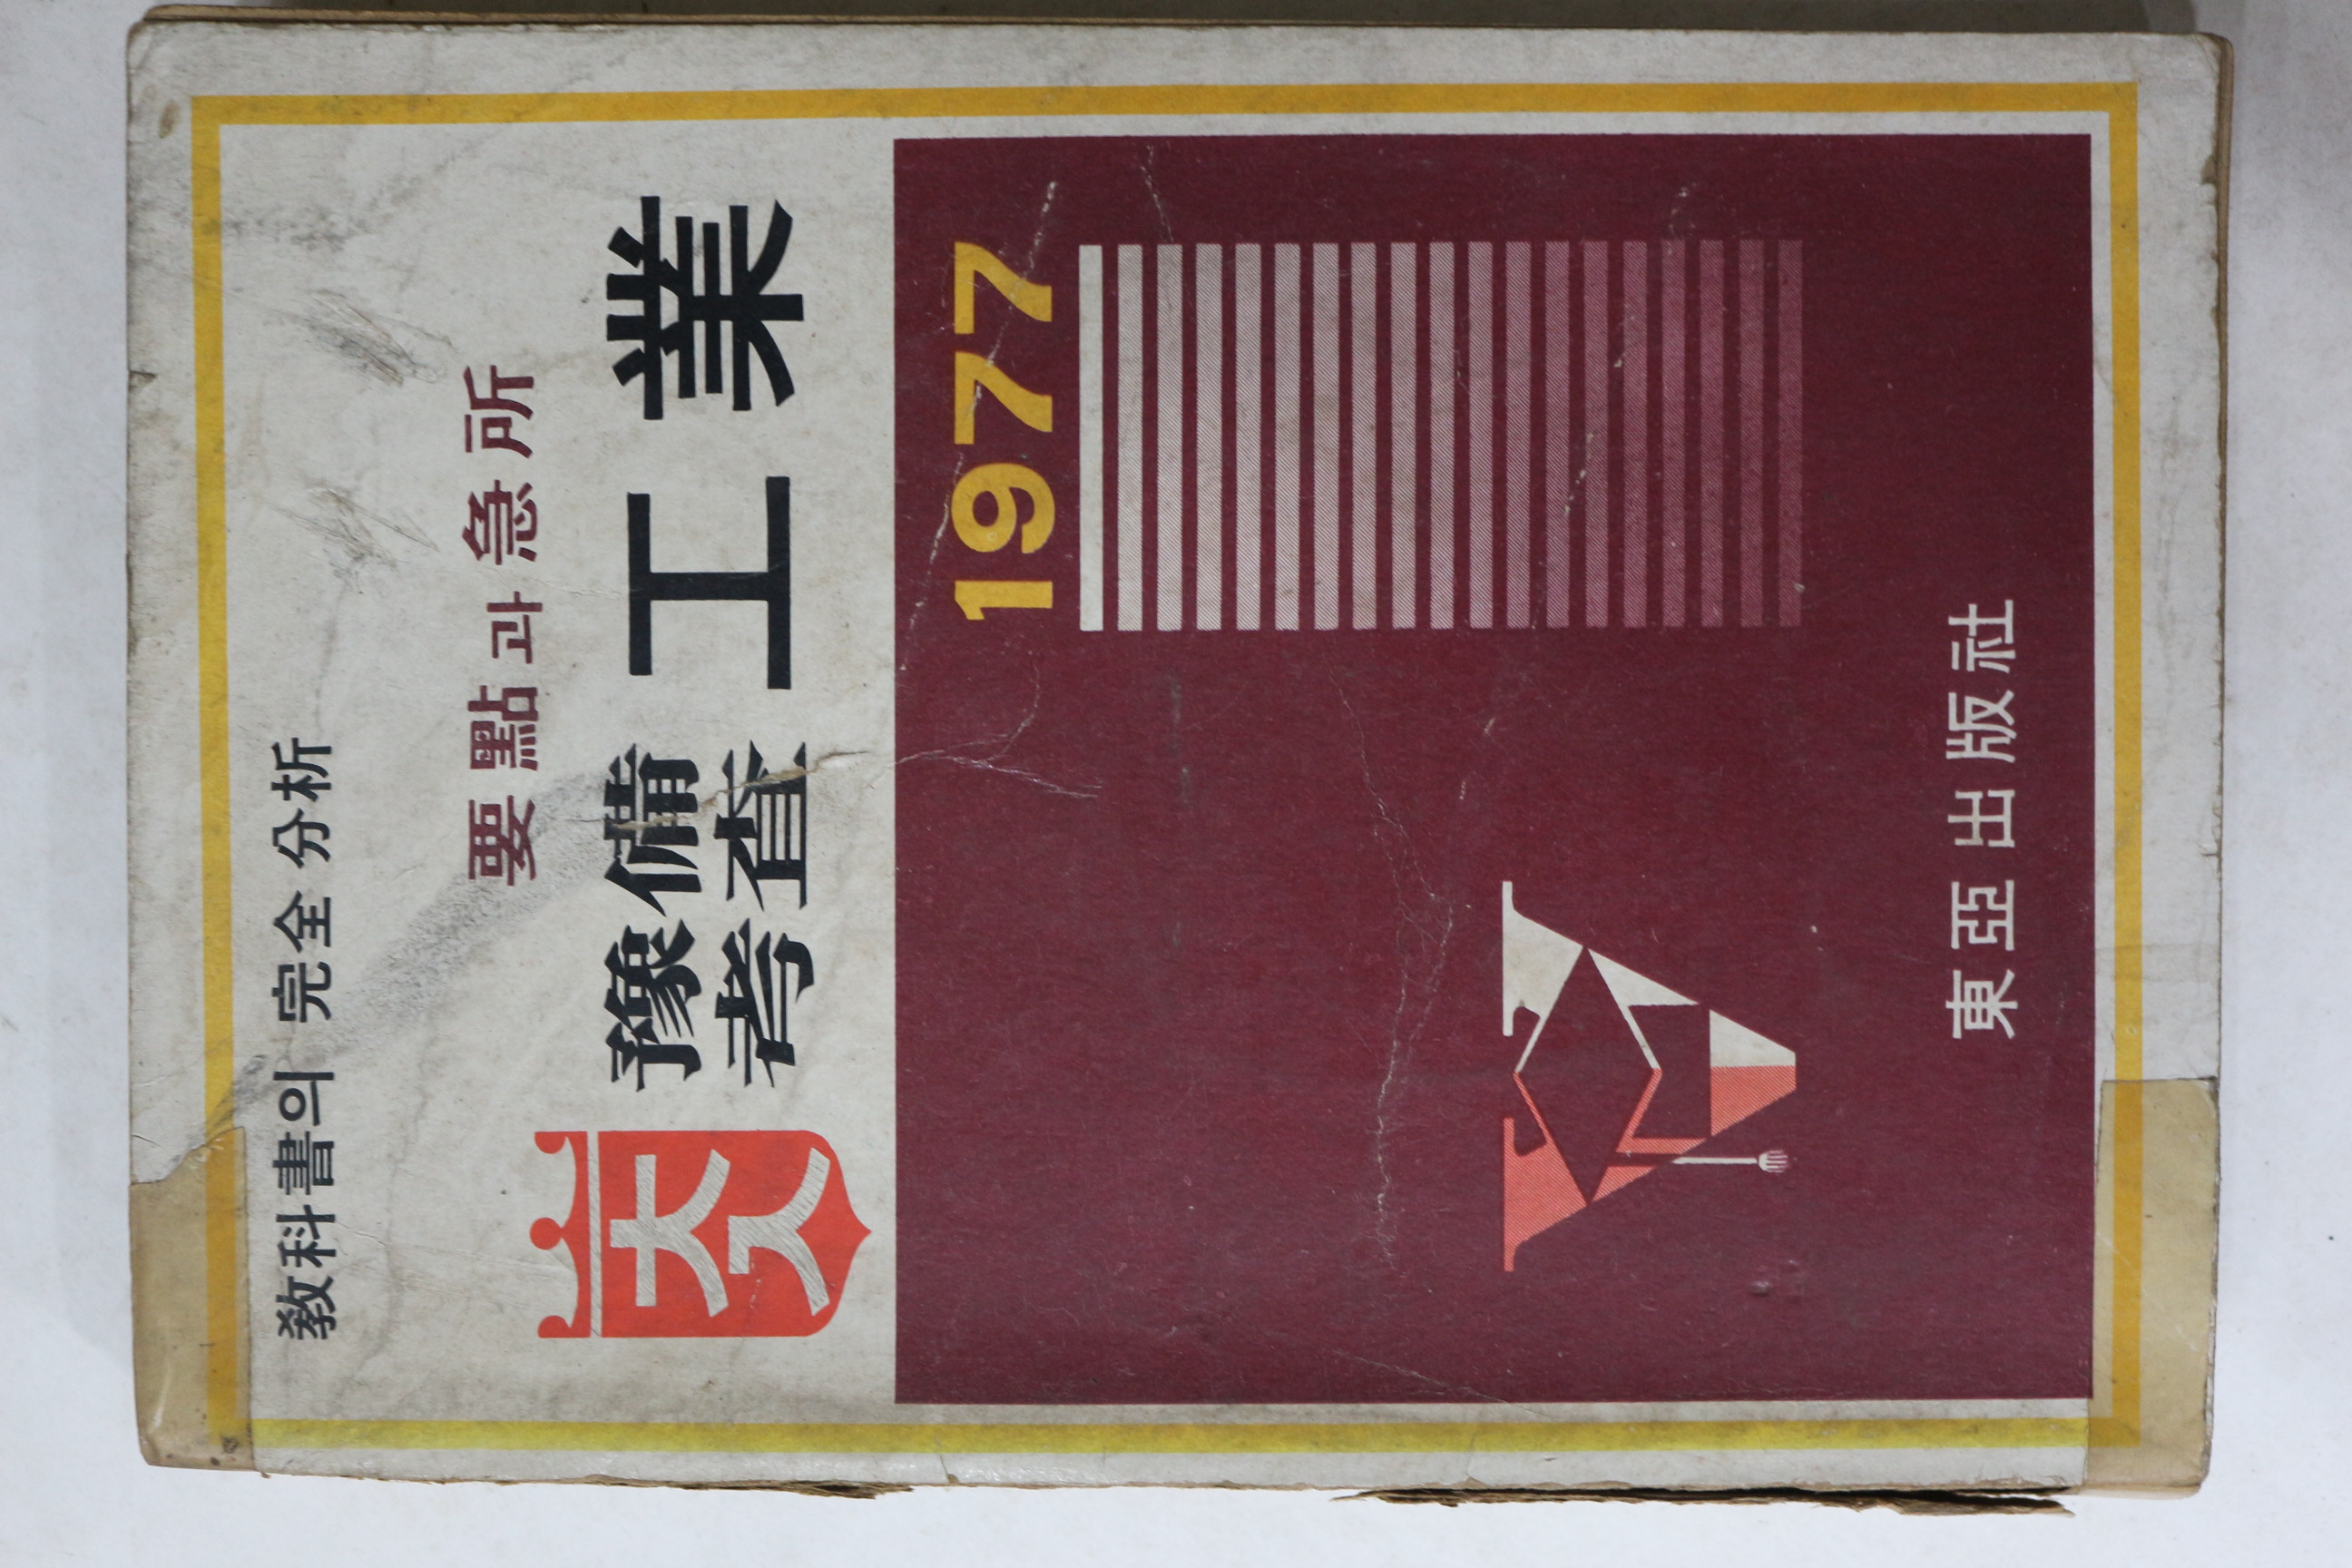 敎科書의 完全 分析
要點과 急所
豫備
考査
工業
1977
東亞出版社